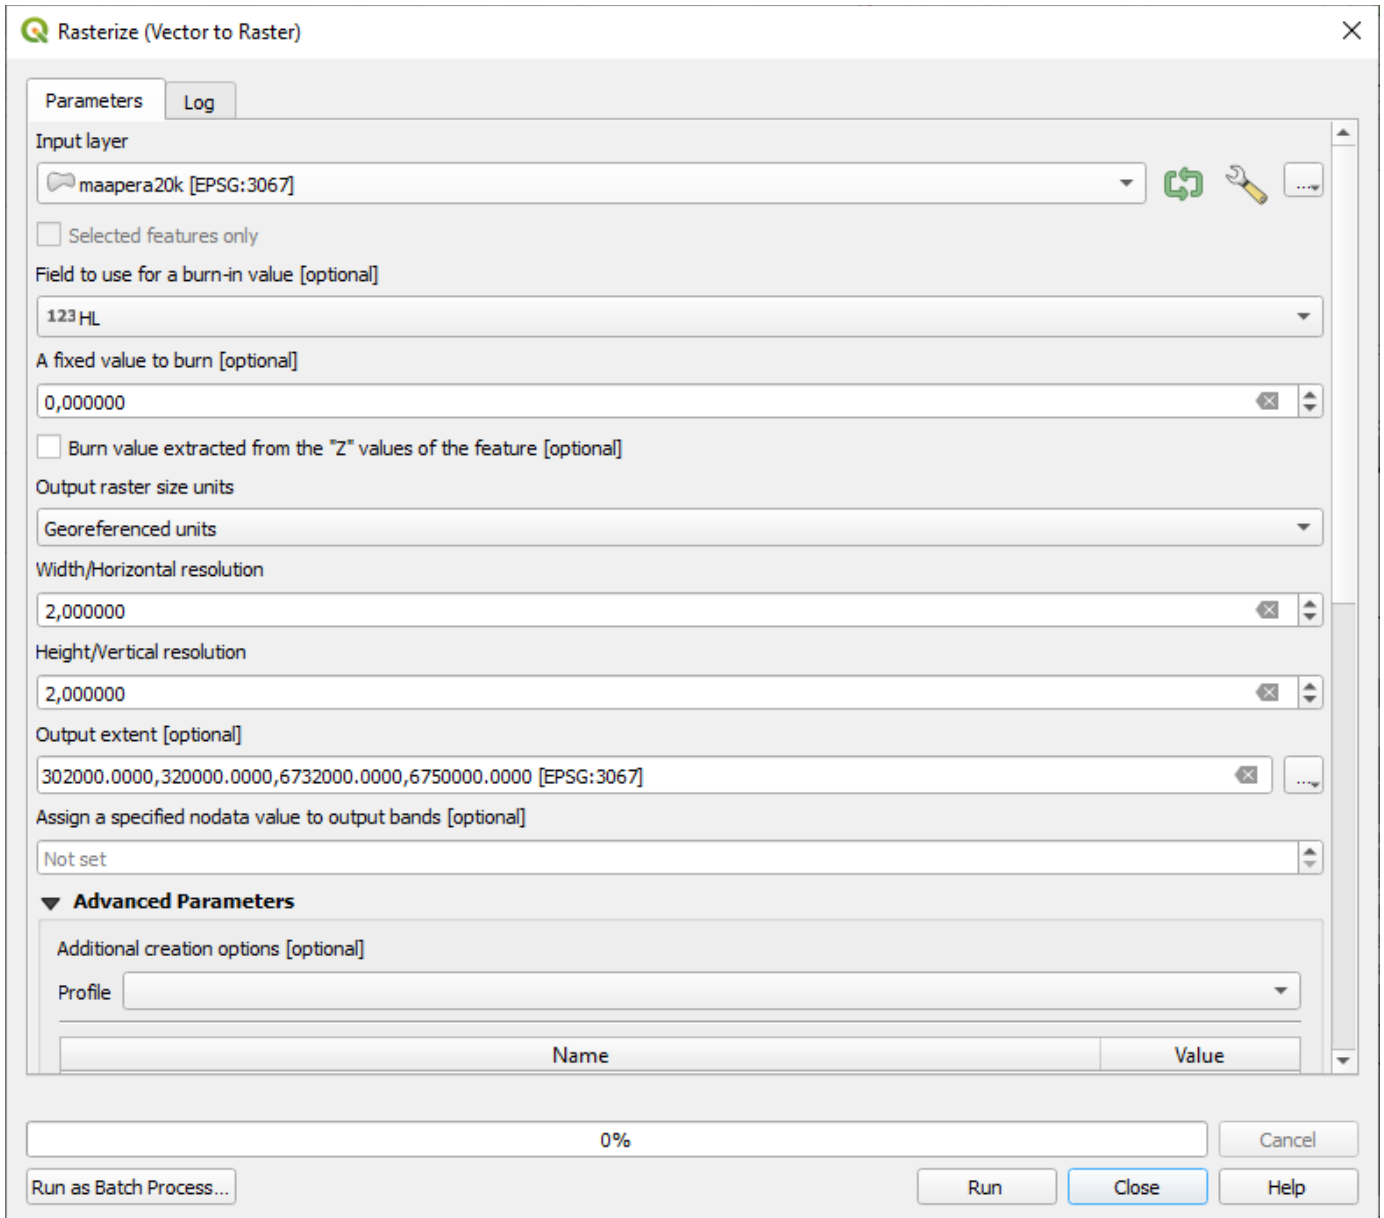 Rasterize (Vector to Raster)
Parameters
Log
Input layer
maapera20k [EPSG:3067]
...
Selected features only
Field to use for a burn-in value [optional]
123 HL
A fixed value to burn [optional]
0,000000
Burn value extracted from the "Z" values of the feature [optional]
Output raster size units
Georeferenced units
Width/Horizontal resolution
2,000000
Height/Vertical resolution
2,000000
Output extent [optional]
302000.0000,320000.0000,6732000.0000,6750000.0000 [EPSG:3067]
...
Assign a specified nodata value to output bands [optional]
Not set
Advanced Parameters
Additional creation options [optional]
Profile
Name Value
0%
Cancel
Run as Batch Process... Run Close Help